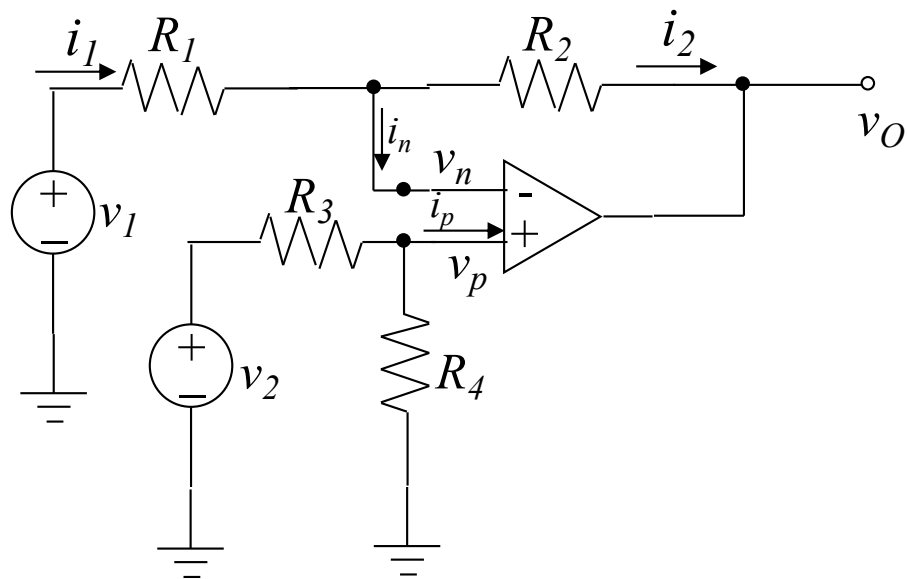 i1 R1 R2 i2
in
vO
vn
+ v1 R3 ip -
− +
vp
+ v2 R4
−